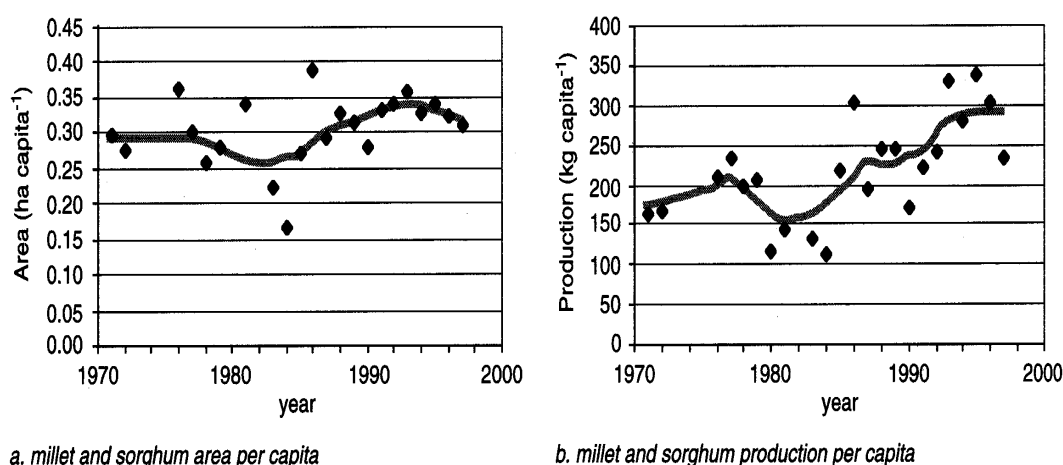 0.45
0.40
0.35
0.30
0.25
0.20
0.15
0.10
0.05
0.00
Area (ha capita-1)
1970 1980 1990 2000
year
a. millet and sorghum area per capita
400
350
300
250
200
150
100
50
0
Production (kg capita-1)
1970 1980 1990 2000
year
b. millet and sorghum production per capita